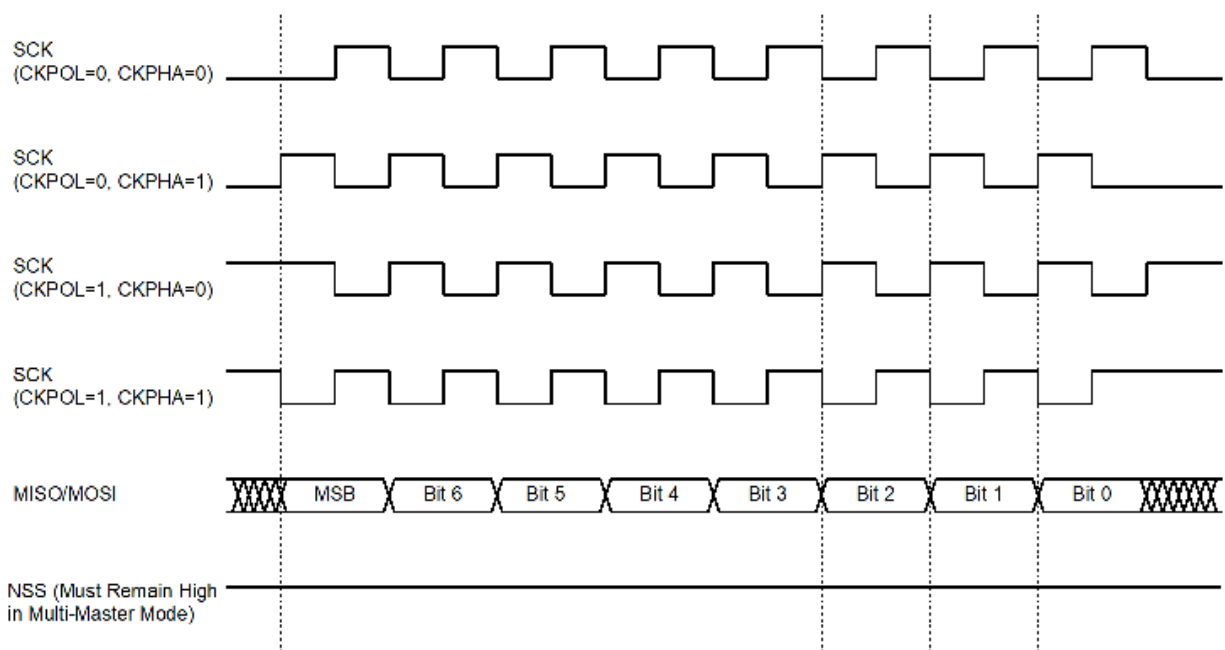 SCK
(CKPOL=0, CKPHA=0)
SCK
(CKPOL=0, CKPHA=1)
SCK
(CKPOL=1, CKPHA=0)
SCK
(CKPOL=1, CKPHA=1)
MISO/MOSI MSB Bit 6 Bit 5 Bit 4 Bit 3 Bit 2 Bit 1 Bit 0
NSS (Must Remain High
in Multi-Master Mode)